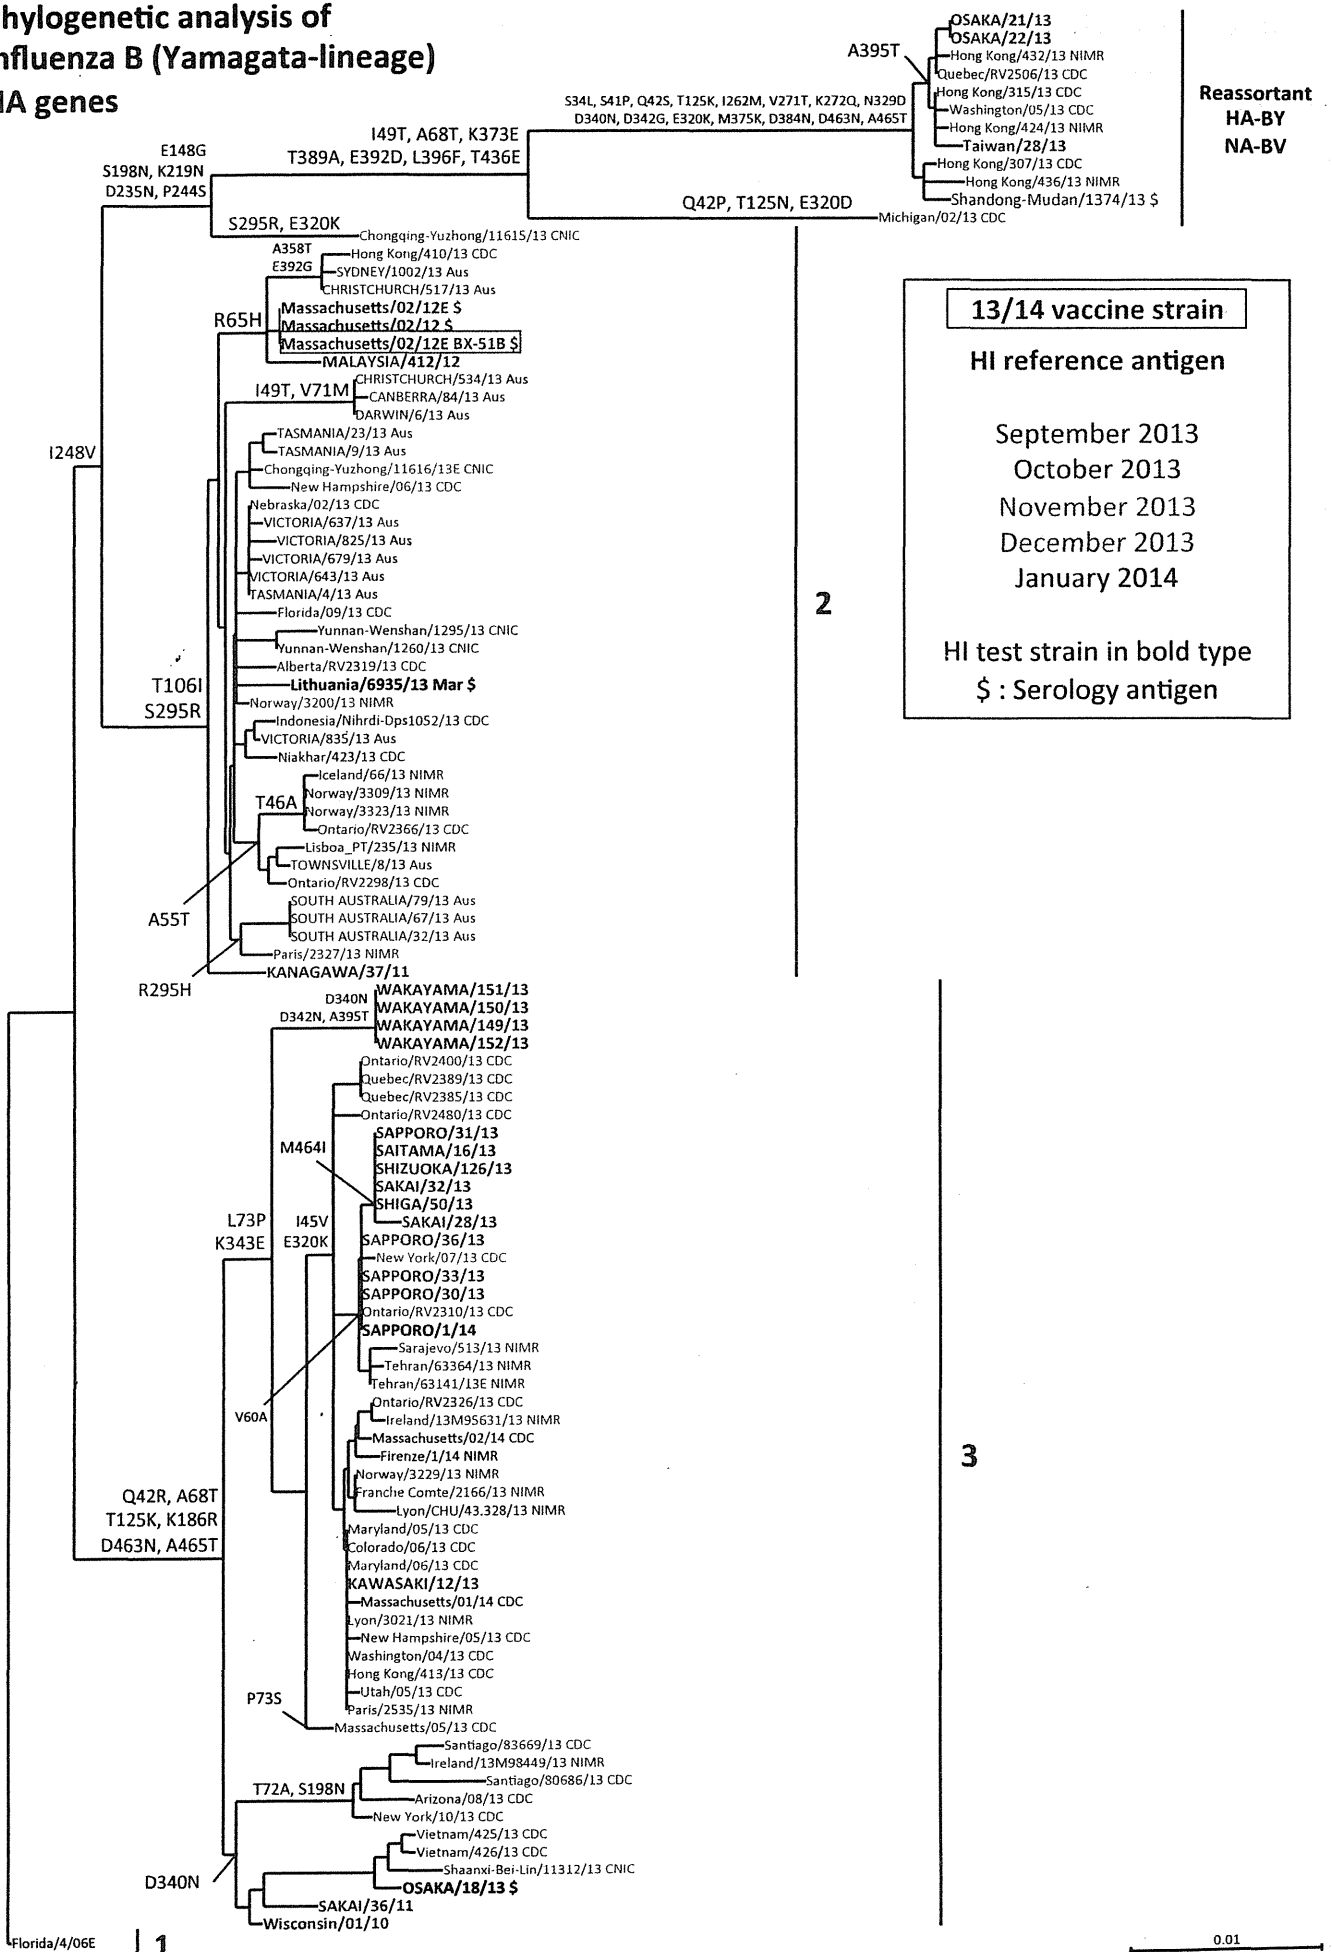 hylogenetic analysis of
nfluenza B (Yamagata-lineage)
IA genes
OSAKA/21/13
OSAKA/22/13
A395T
Hong Kong/432/13 NIMR
Quebec/RV2506/13 CDC
Hong Kong/315/13 CDC
S34L, S41P, Q42S, T125K, I262M, V271T, K272Q, N329D
Washington/05/13 CDC
D340N, D342G, E320K, M375K, D384N, D463N, A465T
Hong Kong/424/13 NIMR
Taiwan/28/13
Hong Kong/307/13 CDC
Hong Kong/436/13 NIMR
Shandong-Mudan/1374/13 $
Reassortant
HA-BY
NA-BV
I49T, A68T, K373E
T389A, E392D, L396F, T436E
E148G
S198N, K219N
D235N, P244S
Q42P, T125N, E320D
Michigan/02/13 CDC
S295R, E320K
Chongqing-Yuzhong/11615/13 CNIC
A358T
E392G
Hong Kong/410/13 CDC
SYDNEY/1002/13 Aus
CHRISTCHURCH/517/13 Aus
R65H
Massachusetts/02/12E $
Massachusetts/02/12 $
Massachusetts/02/12E BX-51B $
MALAYSIA/412/12
I49T, V71M
CHRISTCHURCH/534/13 Aus
CANBERRA/84/13 Aus
DARWIN/6/13 Aus
I248V
TASMANIA/23/13 Aus
TASMANIA/9/13 Aus
Chongqing-Yuzhong/11616/13E CNIC
New Hampshire/06/13 CDC
Nebraska/02/13 CDC
VICTORIA/637/13 Aus
VICTORIA/825/13 Aus
VICTORIA/679/13 Aus
VICTORIA/643/13 Aus
TASMANIA/4/13 Aus
Florida/09/13 CDC
Yunnan-Wenshan/1295/13 CNIC
Yunnan-Wenshan/1260/13 CNIC
Alberta/RV2319/13 CDC
T106I
S295R
Lithuania/6935/13 Mar $
Norway/3200/13 NIMR
Indonesia/Nihrdi-Dps1052/13 CDC
VICTORIA/835/13 Aus
Niakhar/423/13 CDC
Iceland/66/13 NIMR
T46A
Norway/3309/13 NIMR
Norway/3323/13 NIMR
Ontario/RV2366/13 CDC
Lisboa_PT/235/13 NIMR
TOWNSVILLE/8/13 Aus
Ontario/RV2298/13 CDC
A55T
SOUTH AUSTRALIA/79/13 Aus
SOUTH AUSTRALIA/67/13 Aus
SOUTH AUSTRALIA/32/13 Aus
Paris/2327/13 NIMR
R295H
KANAGAWA/37/11
2
13/14 vaccine strain
HI reference antigen
September 2013
October 2013
November 2013
December 2013
January 2014
HI test strain in bold type
$ : Serology antigen
D340N
D342N, A395T
WAKAYAMA/151/13
WAKAYAMA/150/13
WAKAYAMA/149/13
WAKAYAMA/152/13
Ontario/RV2400/13 CDC
Quebec/RV2389/13 CDC
Quebec/RV2385/13 CDC
Ontario/RV2480/13 CDC
M464I
SAPPORO/31/13
SAITAMA/16/13
SHIZUOKA/126/13
SAKAI/32/13
SHIGA/50/13
SAKAI/28/13
L73P
K343E
I45V
E320K
SAPPORO/36/13
New York/07/13 CDC
SAPPORO/33/13
SAPPORO/30/13
Ontario/RV2310/13 CDC
SAPPORO/1/14
Sarajevo/513/13 NIMR
Tehran/63364/13 NIMR
Tehran/63141/13E NIMR
V60A
Ontario/RV2326/13 CDC
Ireland/13M95631/13 NIMR
Massachusetts/02/14 CDC
Firenze/1/14 NIMR
Norway/3229/13 NIMR
Franche Comte/2166/13 NIMR
Lyon/CHU/43.328/13 NIMR
3
Q42R, A68T
T125K, K186R
D463N, A465T
Maryland/05/13 CDC
Colorado/06/13 CDC
Maryland/06/13 CDC
KAWASAKI/12/13
Massachusetts/01/14 CDC
Lyon/3021/13 NIMR
New Hampshire/05/13 CDC
Washington/04/13 CDC
Hong Kong/413/13 CDC
Utah/05/13 CDC
Paris/2535/13 NIMR
P73S
Massachusetts/05/13 CDC
Santiago/83669/13 CDC
Ireland/13M98449/13 NIMR
Santiago/80686/13 CDC
T72A, S198N
Arizona/08/13 CDC
New York/10/13 CDC
Vietnam/425/13 CDC
Vietnam/426/13 CDC
Shaanxi-Bei-Lin/11312/13 CNIC
D340N
OSAKA/18/13 $
SAKAI/36/11
Wisconsin/01/10
Florida/4/06E
1
0.01